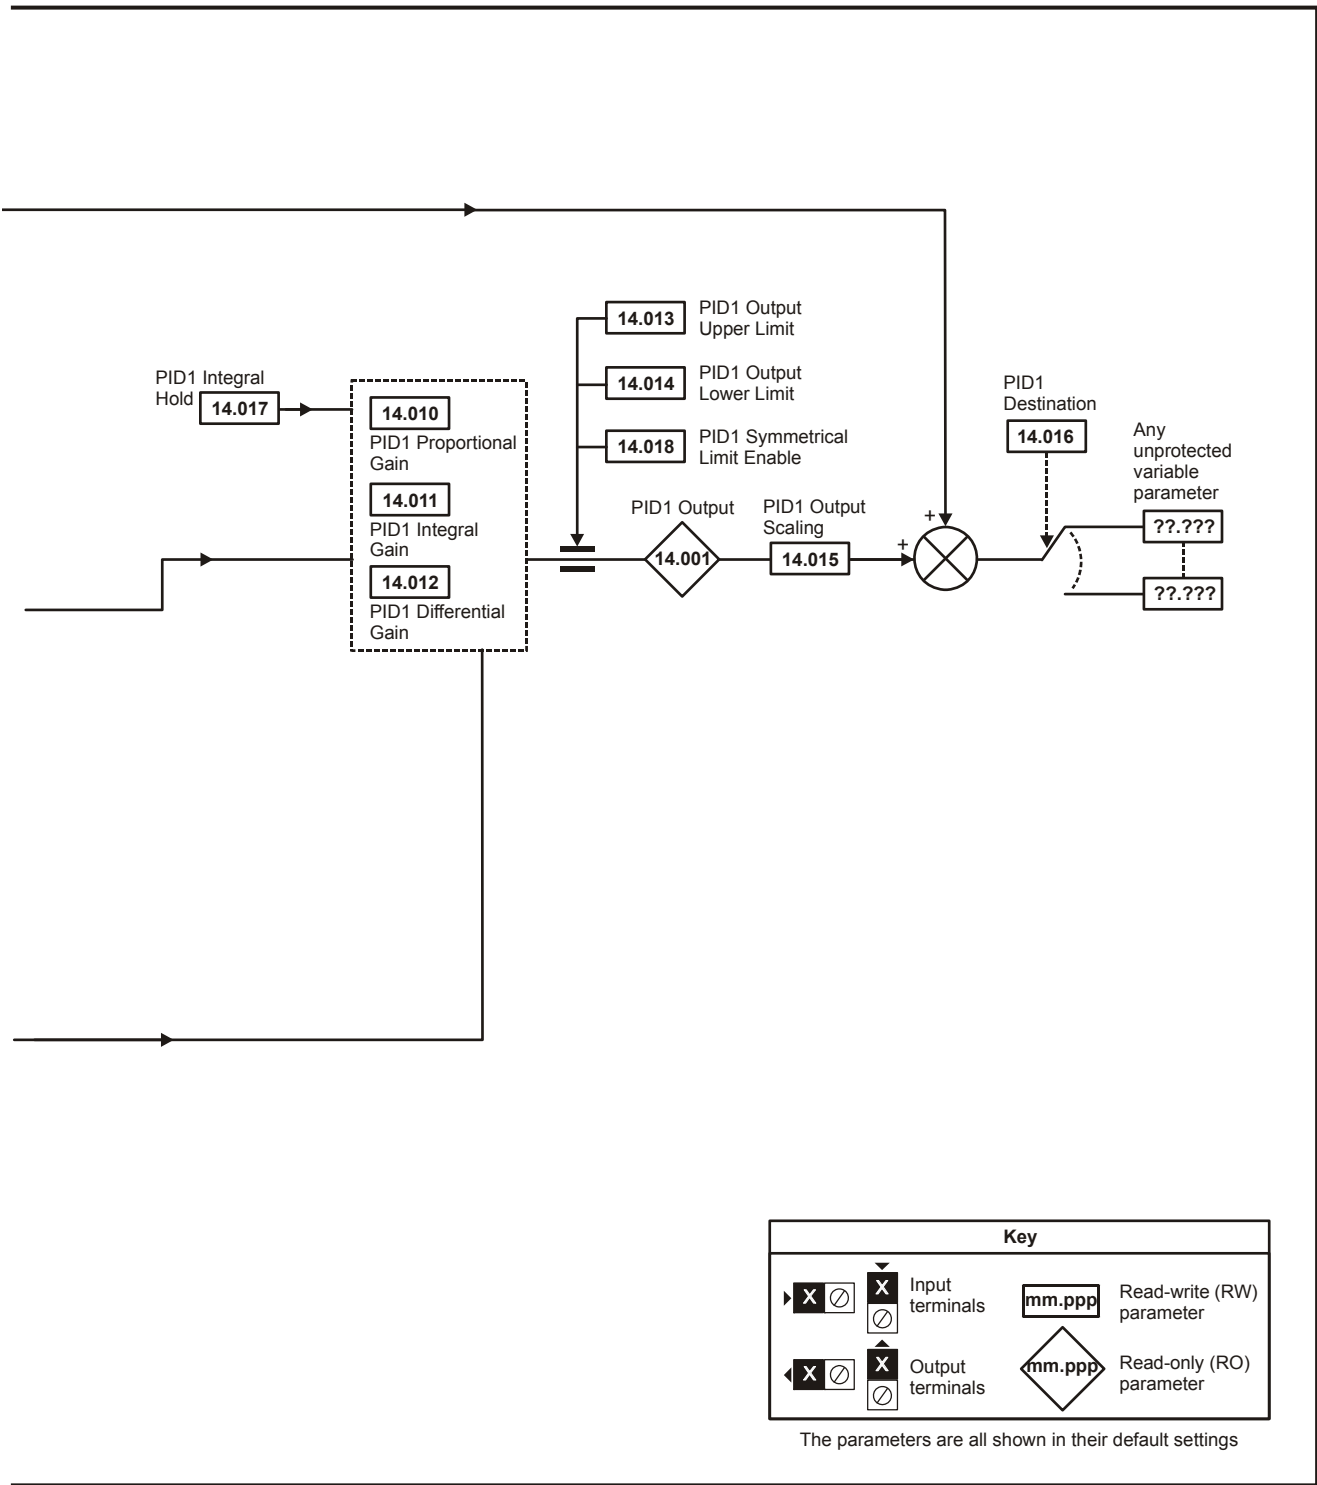 PID1 Output
Upper Limit
14.013
PID1 Output
Lower Limit
14.014
PID1 Symmetrical
Limit Enable
14.018
PID1 Integral
Hold
14.017
14.010
PID1 Proportional
Gain
14.011
PID1 Integral
Gain
14.012
PID1 Differential
Gain
PID1 Output
14.001
PID1 Output
Scaling
14.015
+
+
PID1
Destination
14.016
Any
unprotected
variable
parameter
??.???
??.???
Key
X
X
Input
terminals
mm.ppp
Read-write (RW)
parameter
X
X
Output
terminals
mm.ppp
Read-only (RO)
parameter
The parameters are all shown in their default settings